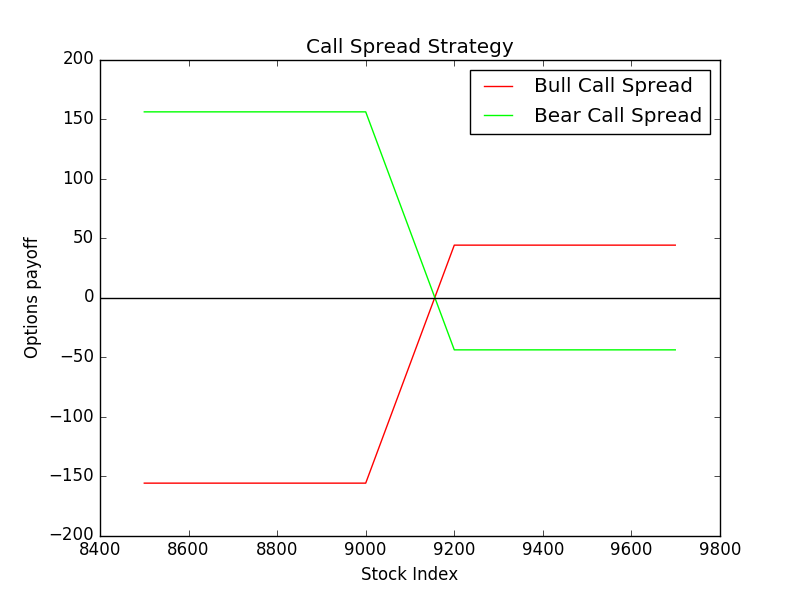 Call Spread Strategy
Bull Call Spread
Bear Call Spread
200
150
100
50
0
−50
−100
−150
−200
Options payoff
8400 8600 8800 9000 9200 9400 9600 9800
Stock Index